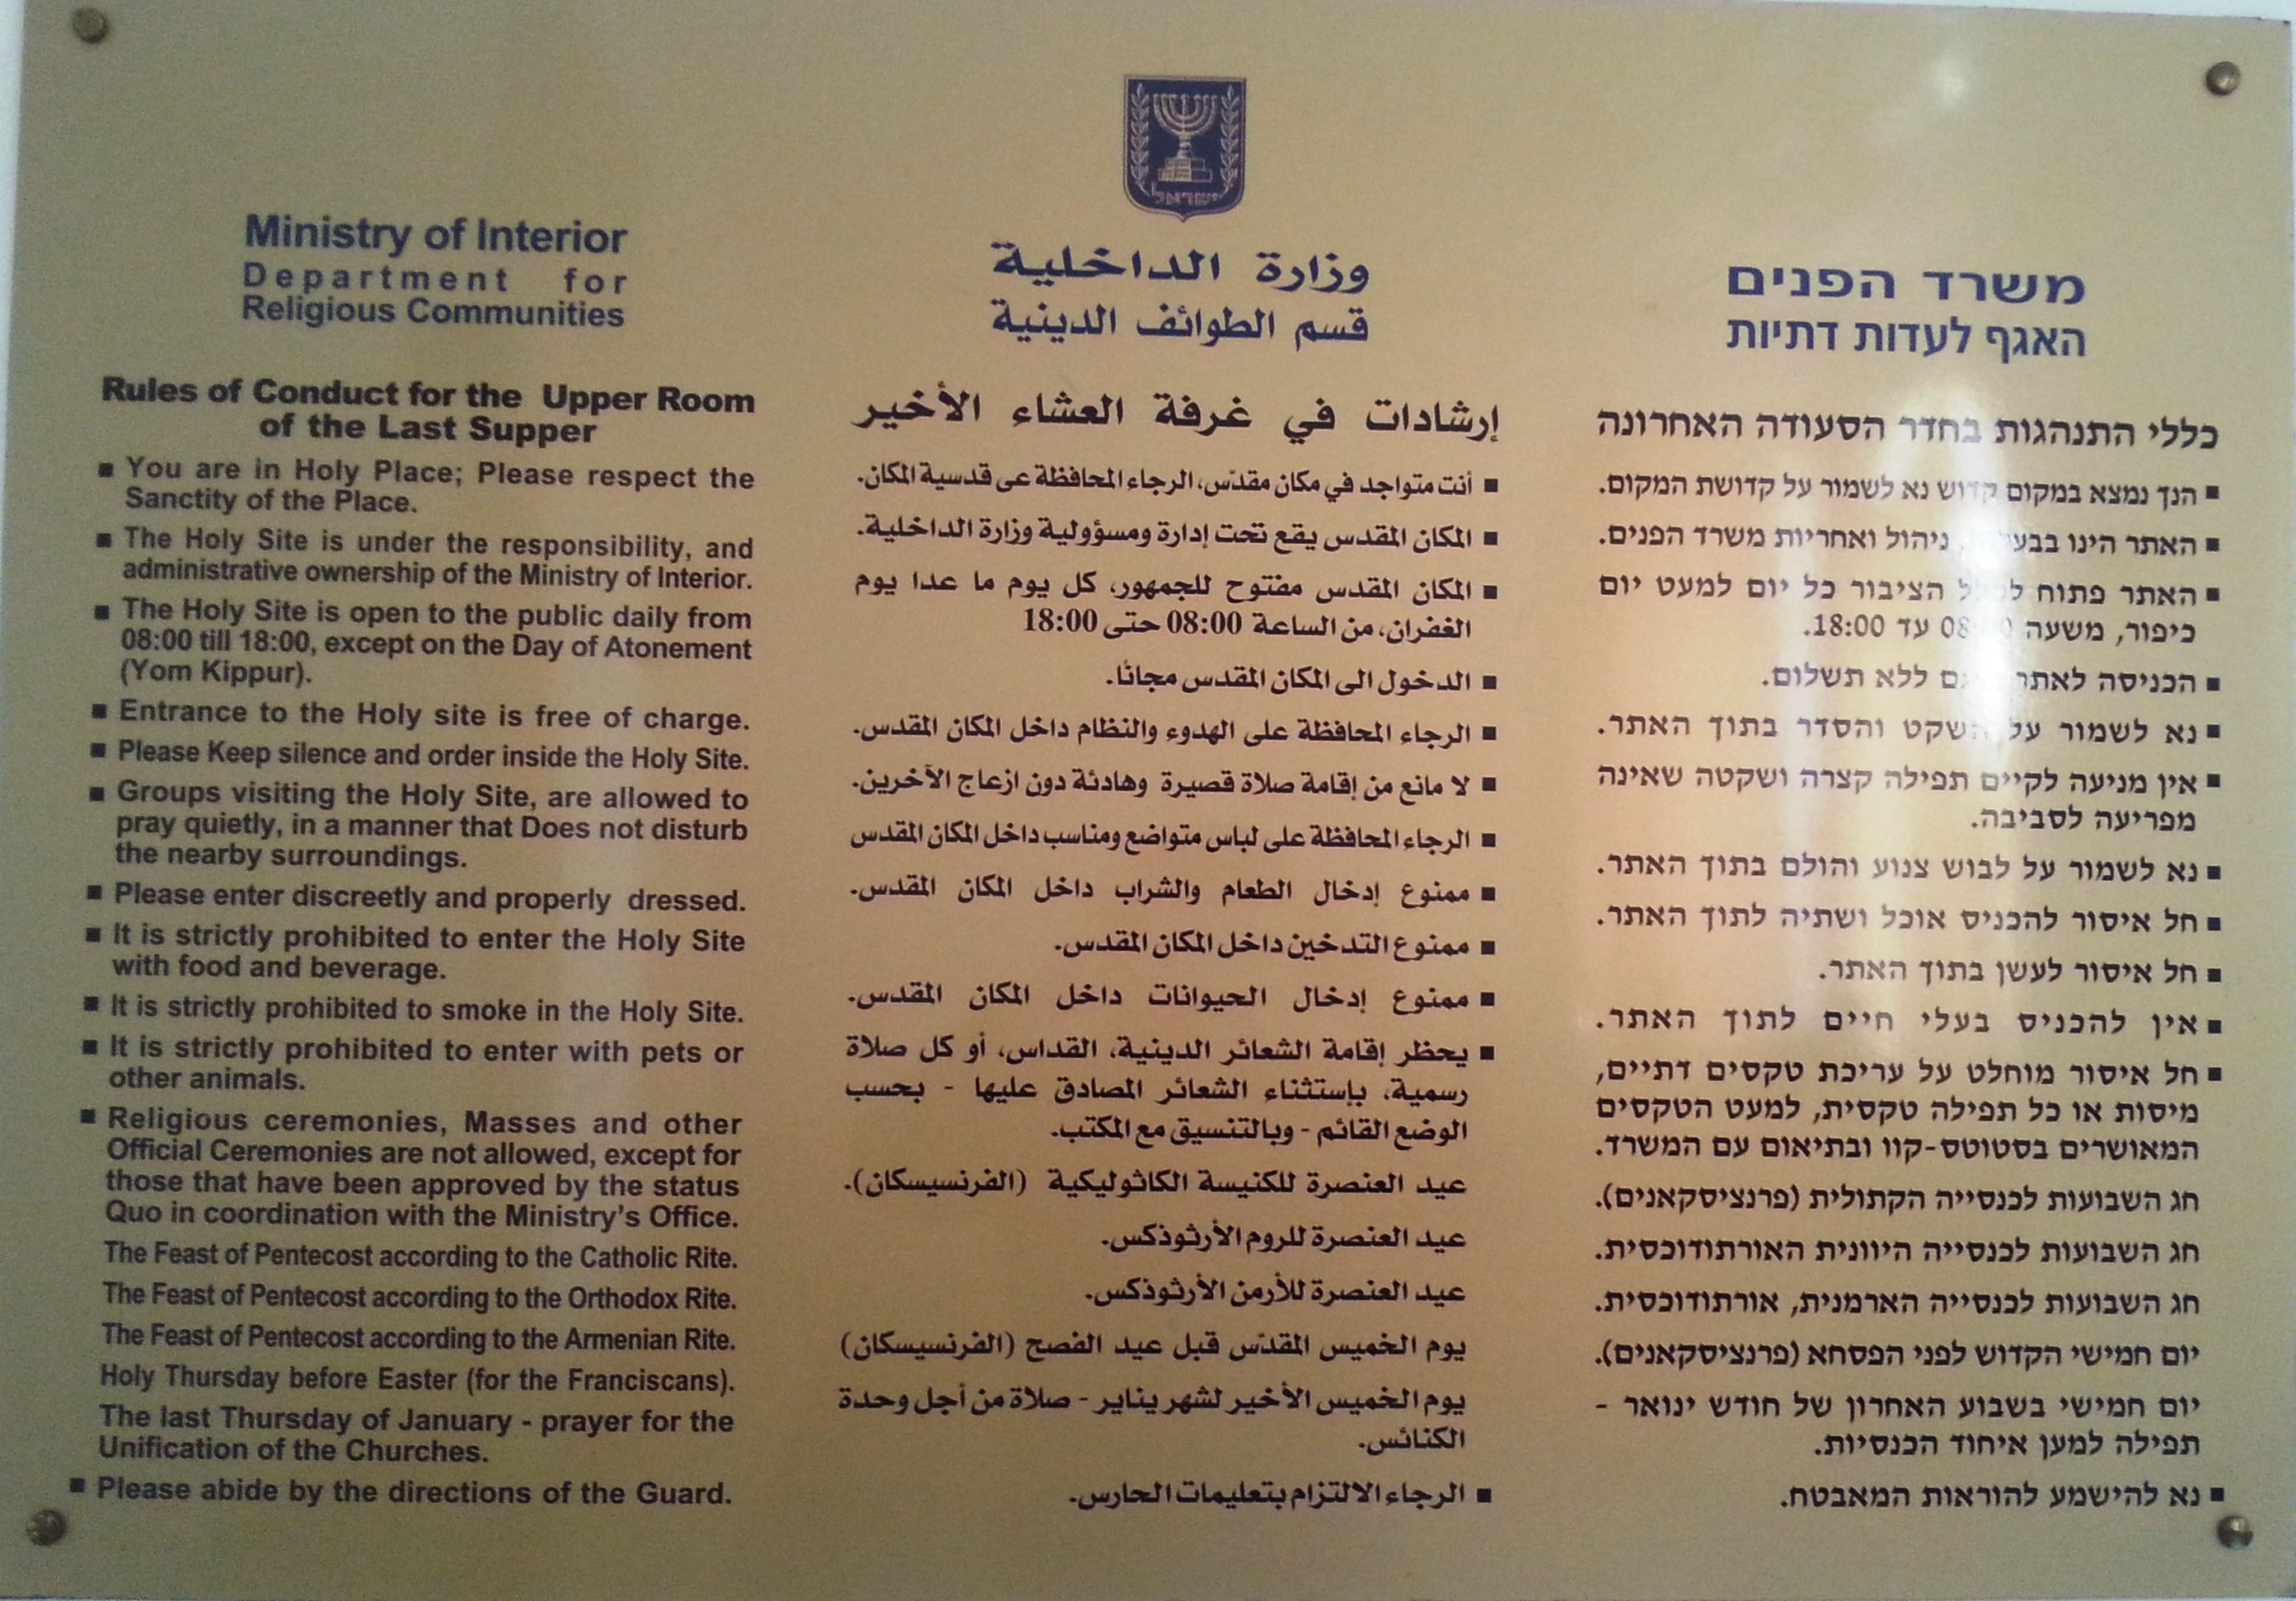 ישראל
Ministry of Interior
Department for
Religious Communities
Rules of Conduct for the Upper Room
of the Last Supper
▪ You are in Holy Place; Please respect the
Sanctity of the Place.
▪ The Holy Site is under the responsibility, and
administrative ownership of the Ministry of Interior.
▪ The Holy Site is open to the public daily from
08:00 till 18:00, except on the Day of Atonement
(Yom Kippur).
▪ Entrance to the Holy site is free of charge.
▪ Please Keep silence and order inside the Holy Site.
▪ Groups visiting the Holy Site, are allowed to
pray quietly, in a manner that Does not disturb
the nearby surroundings.
▪ Please enter discreetly and properly dressed.
▪ It is strictly prohibited to enter the Holy Site
with food and beverage.
▪ It is strictly prohibited to smoke in the Holy Site.
▪ It is strictly prohibited to enter with pets or
other animals.
▪ Religious ceremonies, Masses and other
Official Ceremonies are not allowed, except for
those that have been approved by the status
Quo in coordination with the Ministry's Office.
The Feast of Pentecost according to the Catholic Rite.
The Feast of Pentecost according to the Orthodox Rite.
The Feast of Pentecost according to the Armenian Rite.
Holy Thursday before Easter (for the Franciscans).
The last Thursday of January - prayer for the
Unification of the Churches.
▪ Please abide by the directions of the Guard.
وزارة الداخلية
قسم الطوائف الدينية
إرشادات في غرفة العشاء الأخير
▪ أنت متواجد في مكان مقدّس، الرجاء المحافظة عى قدسية المكان.
▪ المكان المقدس يقع تحت إدارة ومسؤولية وزارة الداخلية.
▪ المكان المقدس مفتوح للجمهور، كل يوم ما عدا يوم
الغفران، من الساعة 08:00 حتى 18:00
▪ الدخول الى المكان المقدس مجانًا.
▪ الرجاء المحافظة على الهدوء والنظام داخل المكان المقدس.
▪ لا مانع من إقامة صلاة قصيرة وهادئة دون ازعاج الآخرين.
▪ الرجاء المحافظة على لباس متواضع ومناسب داخل المكان المقدس
▪ ممنوع إدخال الطعام والشراب داخل المكان المقدس.
▪ ممنوع التدخين داخل المكان المقدس.
▪ ممنوع إدخال الحيوانات داخل المكان المقدس.
▪ يحظر إقامة الشعائر الدينية، القداس، أو كل صلاة
رسمية، بإستثناء الشعائر المصادق عليها - بحسب
الوضع القائم - وبالتنسيق مع المكتب.
عيد العنصرة للكنيسة الكاثوليكية (الفرنسيسكان).
عيد العنصرة للروم الأرثوذكس.
عيد العنصرة للأرمن الأرثوذكس.
يوم الخميس المقدّس قبل عيد الفصح (الفرنسيسكان)
يوم الخميس الأخير لشهر يناير - صلاة من أجل وحدة
الكنائس.
▪ الرجاء الالتزام بتعليمات الحارس.
משרד הפנים
האגף לעדות דתיות
כללי התנהגות בחדר הסעודה האחרונה
▪ הנך נמצא במקום קדוש נא לשמור על קדושת המקום.
▪ האתר הינו ניהול ואחריות משרד הפנים.
▪ האתר פתוח הציבור כל יום למעט יום
כיפור, משעה עד 18:00.
▪ הכניסה לאתר ללא תשלום.
▪ נא לשמור על השקט והסדר בתוך האתר.
▪ אין מניעה לקיים תפילה קצרה ושקטה שאינה
מפריעה לסביבה.
▪ נא לשמור על לבוש צנוע והולם בתוך האתר.
▪ חל איסור להכניס אוכל ושתיה לתוך האתר.
▪ חל איסור לעשן בתוך האתר.
▪ אין להכניס בעלי חיים לתוך האתר.
▪ חל איסור מוחלט על עריכת טקסים דתיים,
מיסות או כל תפילה טקסית, למעט הטקסים
המאושרים בסטוטס-קוו ובתיאום עם המשרד.
חג השבועות לכנסייה הקתולית (פרנציסקאנים).
חג השבועות לכנסייה היוונית האורתודוכסית.
חג השבועות לכנסייה הארמנית, אורתודוכסית.
יום חמישי הקדוש לפני הפסחא (פרנציסקאנים).
יום חמישי בשבוע האחרון של חודש ינואר -
תפילה למען איחוד הכנסיות.
▪ נא להישמע להוראות המאבטח.